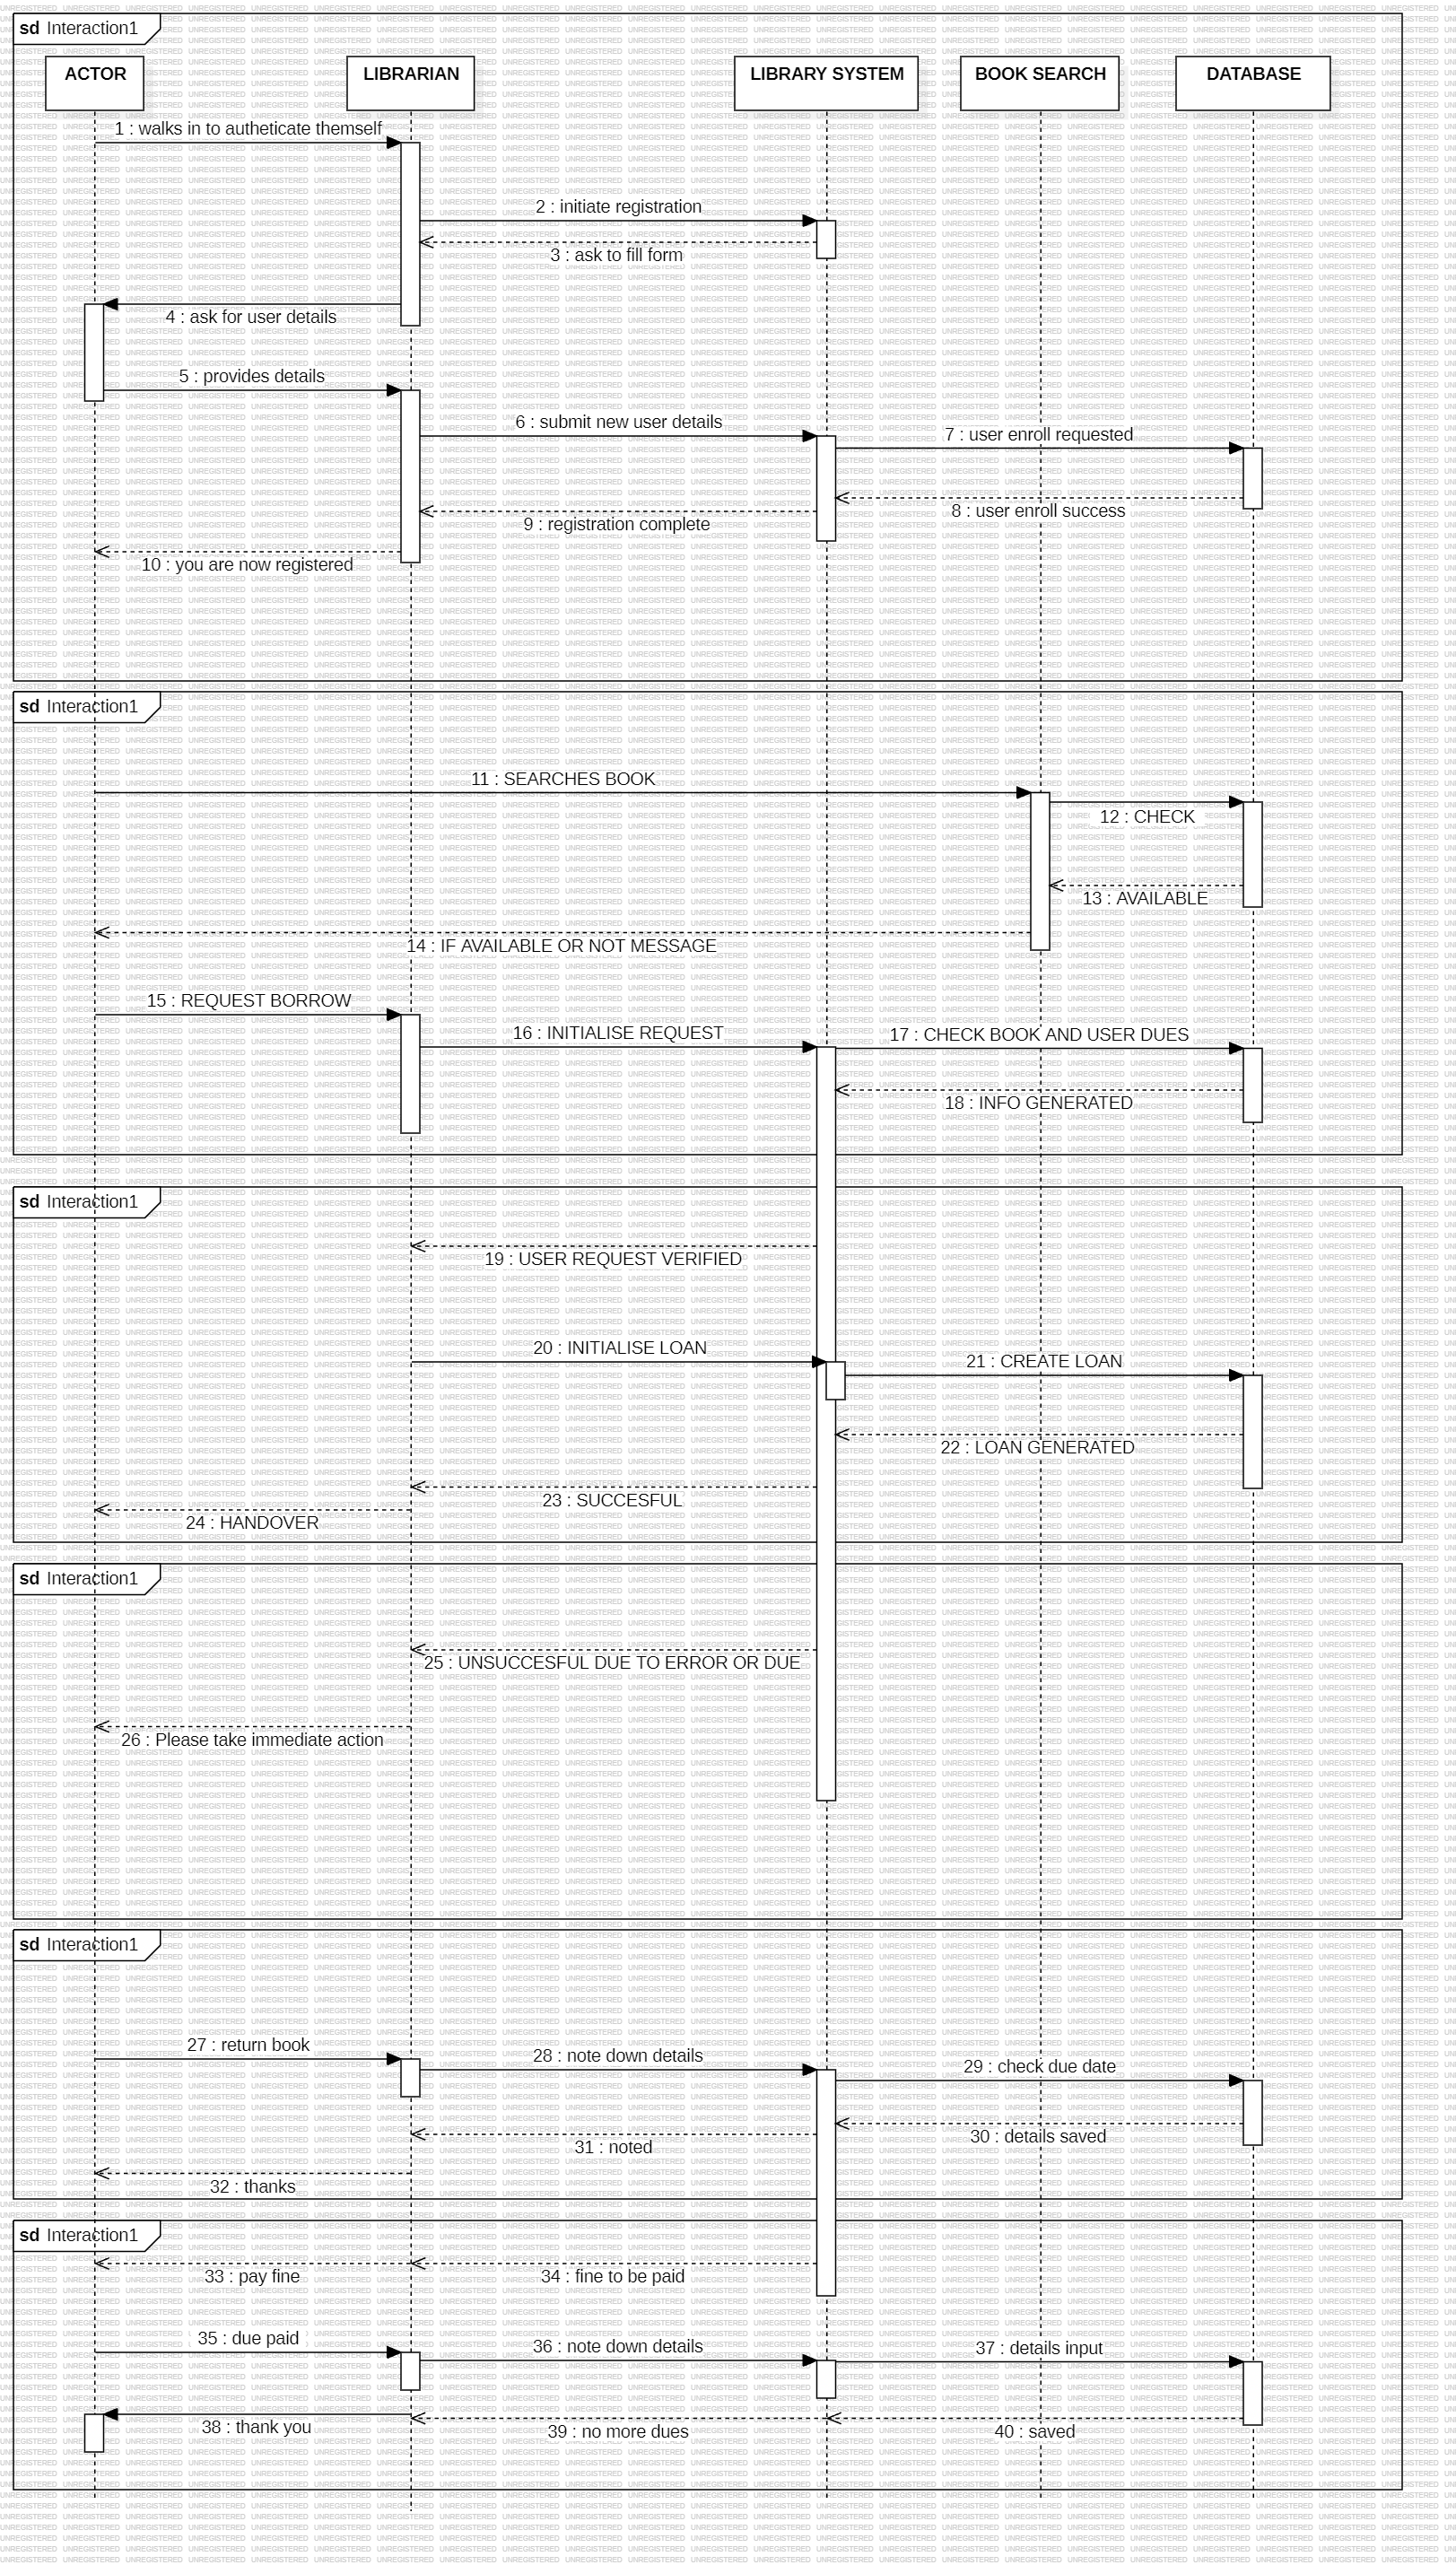 sd Interaction1
ACTOR
LIBRARIAN
LIBRARY SYSTEM
BOOK SEARCH
DATABASE
1 : walks in to autheticate themself
2 : initiate registration
3 : ask to fill form
4 : ask for user details
5 : provides details
6 : submit new user details
7 : user enroll requested
8 : user enroll success
9 : registration complete
10 : you are now registered
sd Interaction1
11 : SEARCHES BOOK
12 : CHECK
13 : AVAILABLE
14 : IF AVAILABLE OR NOT MESSAGE
15 : REQUEST BORROW
16 : INITIALISE REQUEST
17 : CHECK BOOK AND USER DUES
18 : INFO GENERATED
sd Interaction1
19 : USER REQUEST VERIFIED
20 : INITIALISE LOAN
21 : CREATE LOAN
22 : LOAN GENERATED
23 : SUCCESFUL
24 : HANDOVER
sd Interaction1
25 : UNSUCCESFUL DUE TO ERROR OR DUE
26 : Please take immediate action
sd Interaction1
27 : return book
28 : note down details
29 : check due date
30 : details saved
31 : noted
32 : thanks
sd Interaction1
33 : pay fine
34 : fine to be paid
35 : due paid
36 : note down details
37 : details input
38 : thank you
39 : no more dues
40 : saved
UNREGISTERED